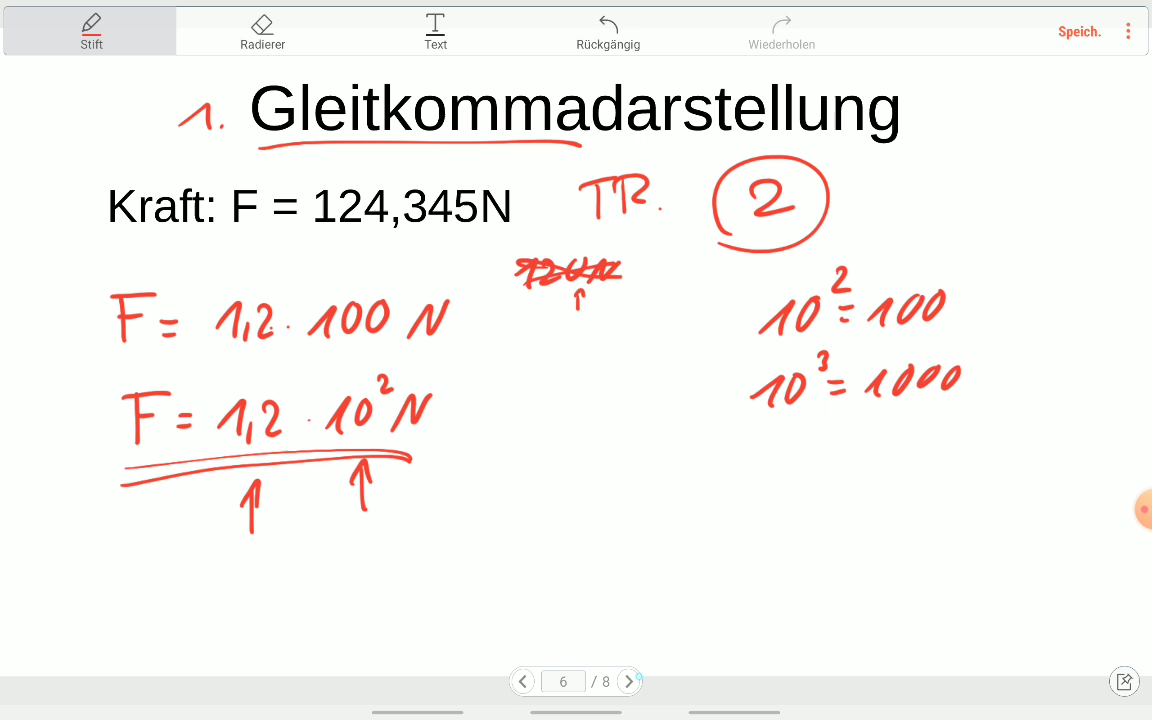 Stift Radierer Text Rückgängig Wiederholen Speich.
1. Gleitkommadarstellung
Kraft: F = 124,345N TR. 2
F = 1,2 · 100 N
10² = 100
F = 1,2 · 10² N
10³ = 1000
6 / 8